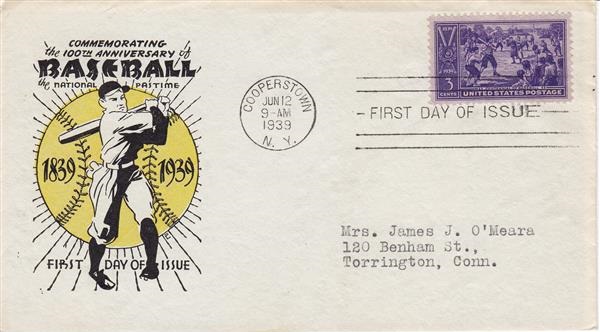 COMMEMORATING
the 100TH ANNIVERSARY of
BASEBALL
the NATIONAL PASTIME
1839 1939
FIRST DAY OF ISSUE
COOPERSTOWN
JUN 12
9-AM
1939
N. Y.
FIRST DAY OF ISSUE
3
CENTS
UNITED STATES POSTAGE
Mrs. James J. O'Meara
120 Benham St.,
Torrington, Conn.